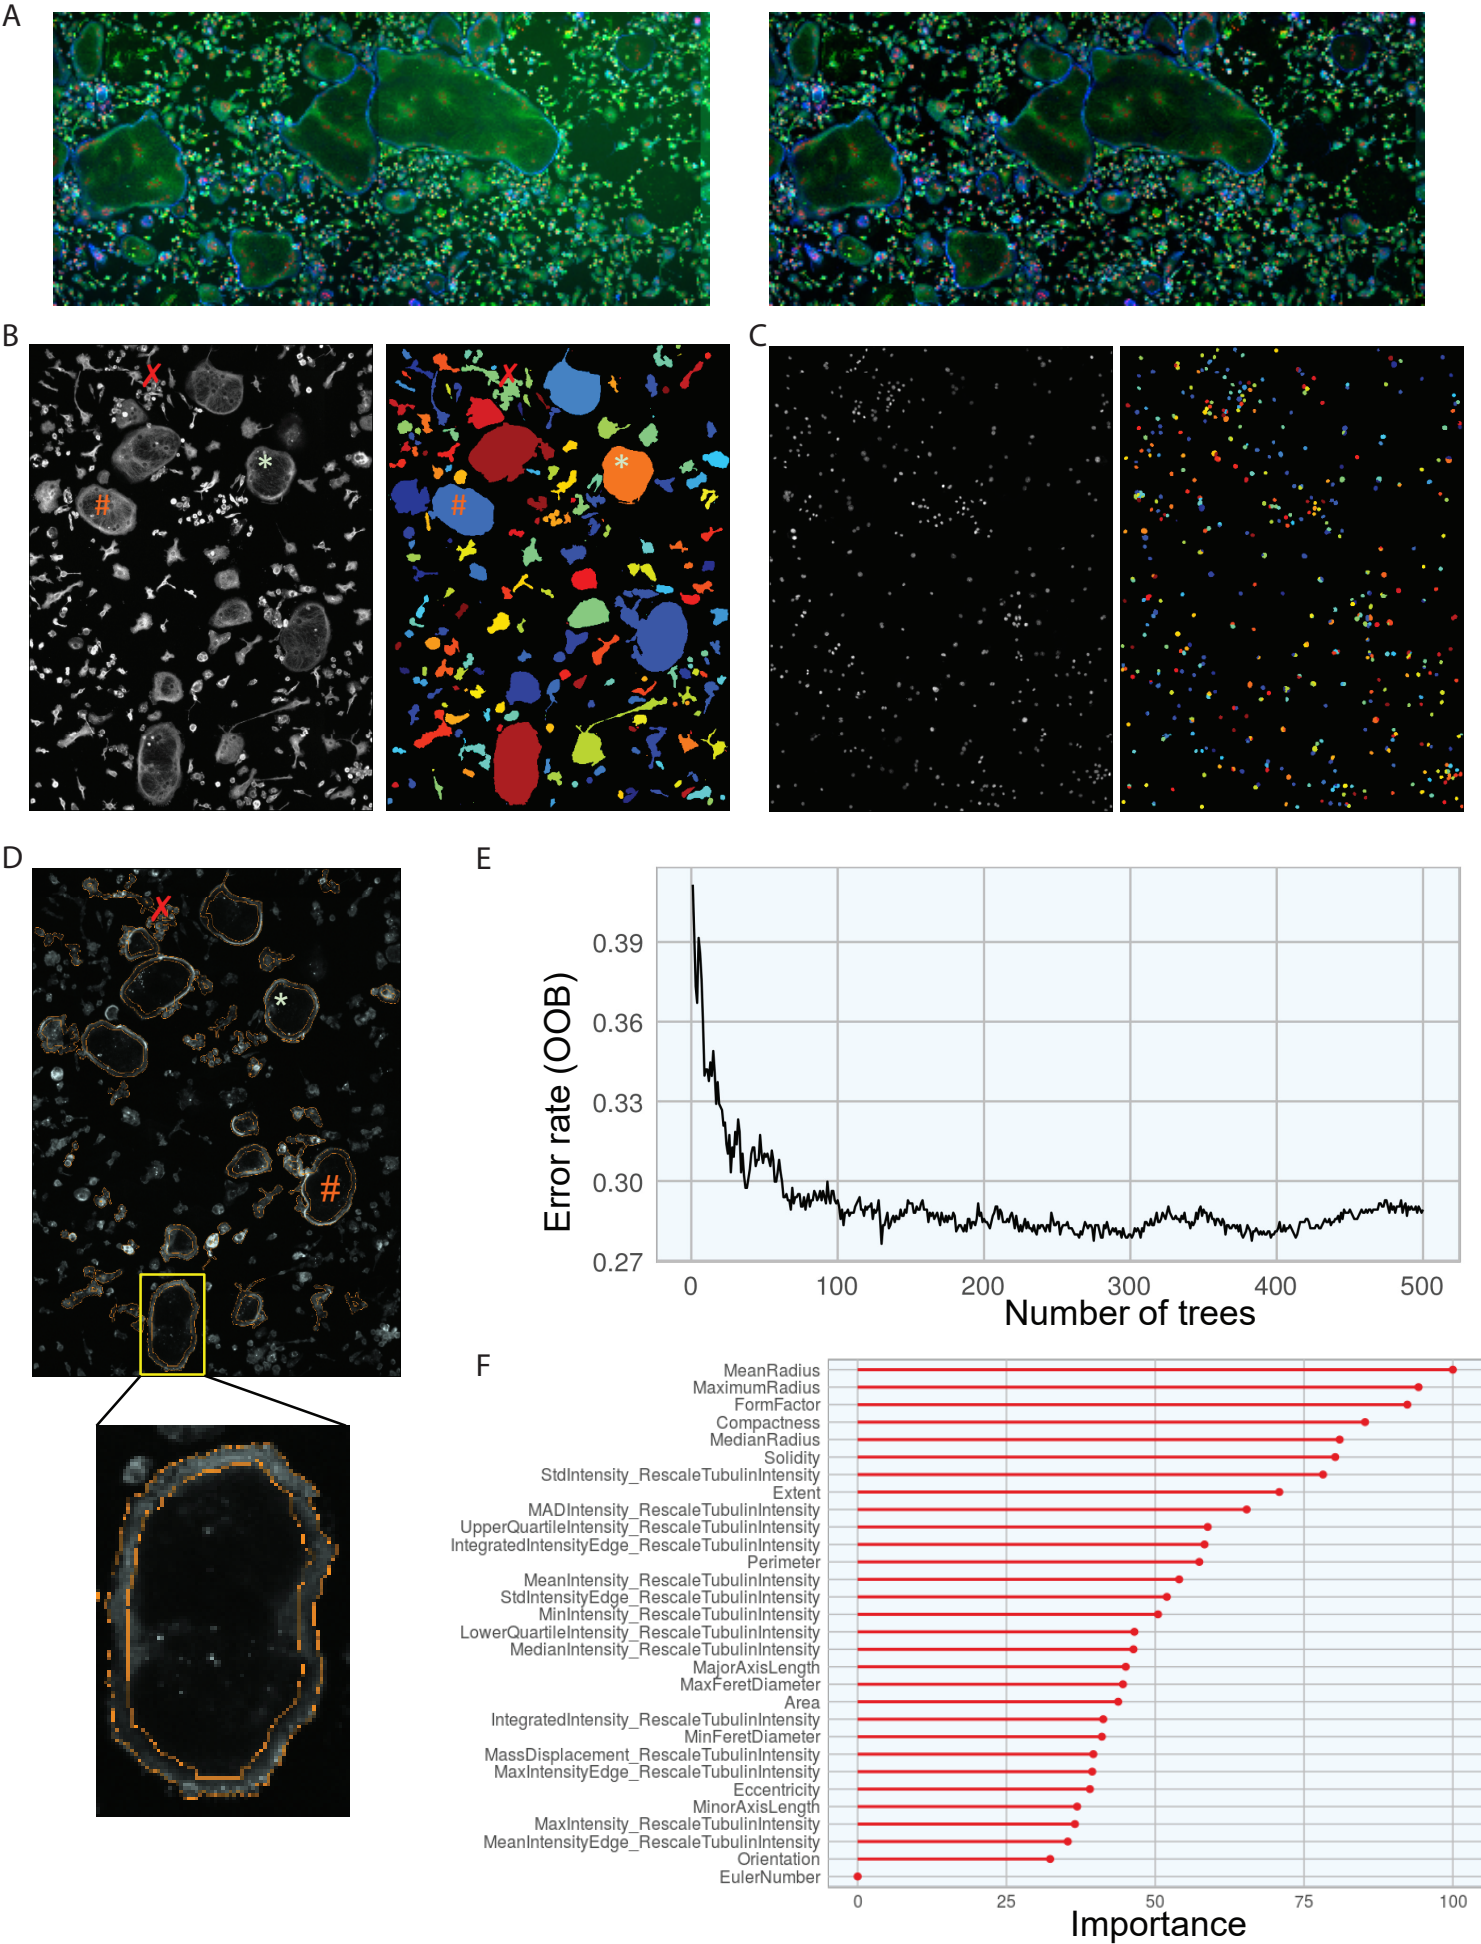 A
B
X
*
#
X
*
#
C
D
X
*
#
E
Error rate (OOB)
0.39
0.36
0.33
0.30
0.27
0 100 200 300 400 500
Number of trees
F
MeanRadius
MaximumRadius
FormFactor
Compactness
MedianRadius
Solidity
StdIntensity_RescaleTubulinIntensity
Extent
MADIntensity_RescaleTubulinIntensity
UpperQuartileIntensity_RescaleTubulinIntensity
IntegratedIntensityEdge_RescaleTubulinIntensity
Perimeter
MeanIntensity_RescaleTubulinIntensity
StdIntensityEdge_RescaleTubulinIntensity
MinIntensity_RescaleTubulinIntensity
LowerQuartileIntensity_RescaleTubulinIntensity
MedianIntensity_RescaleTubulinIntensity
MajorAxisLength
MaxFeretDiameter
Area
IntegratedIntensity_RescaleTubulinIntensity
MinFeretDiameter
MassDisplacement_RescaleTubulinIntensity
MaxIntensityEdge_RescaleTubulinIntensity
Eccentricity
MinorAxisLength
MaxIntensity_RescaleTubulinIntensity
MeanIntensityEdge_RescaleTubulinIntensity
Orientation
EulerNumber
0 25 50 75 100
Importance